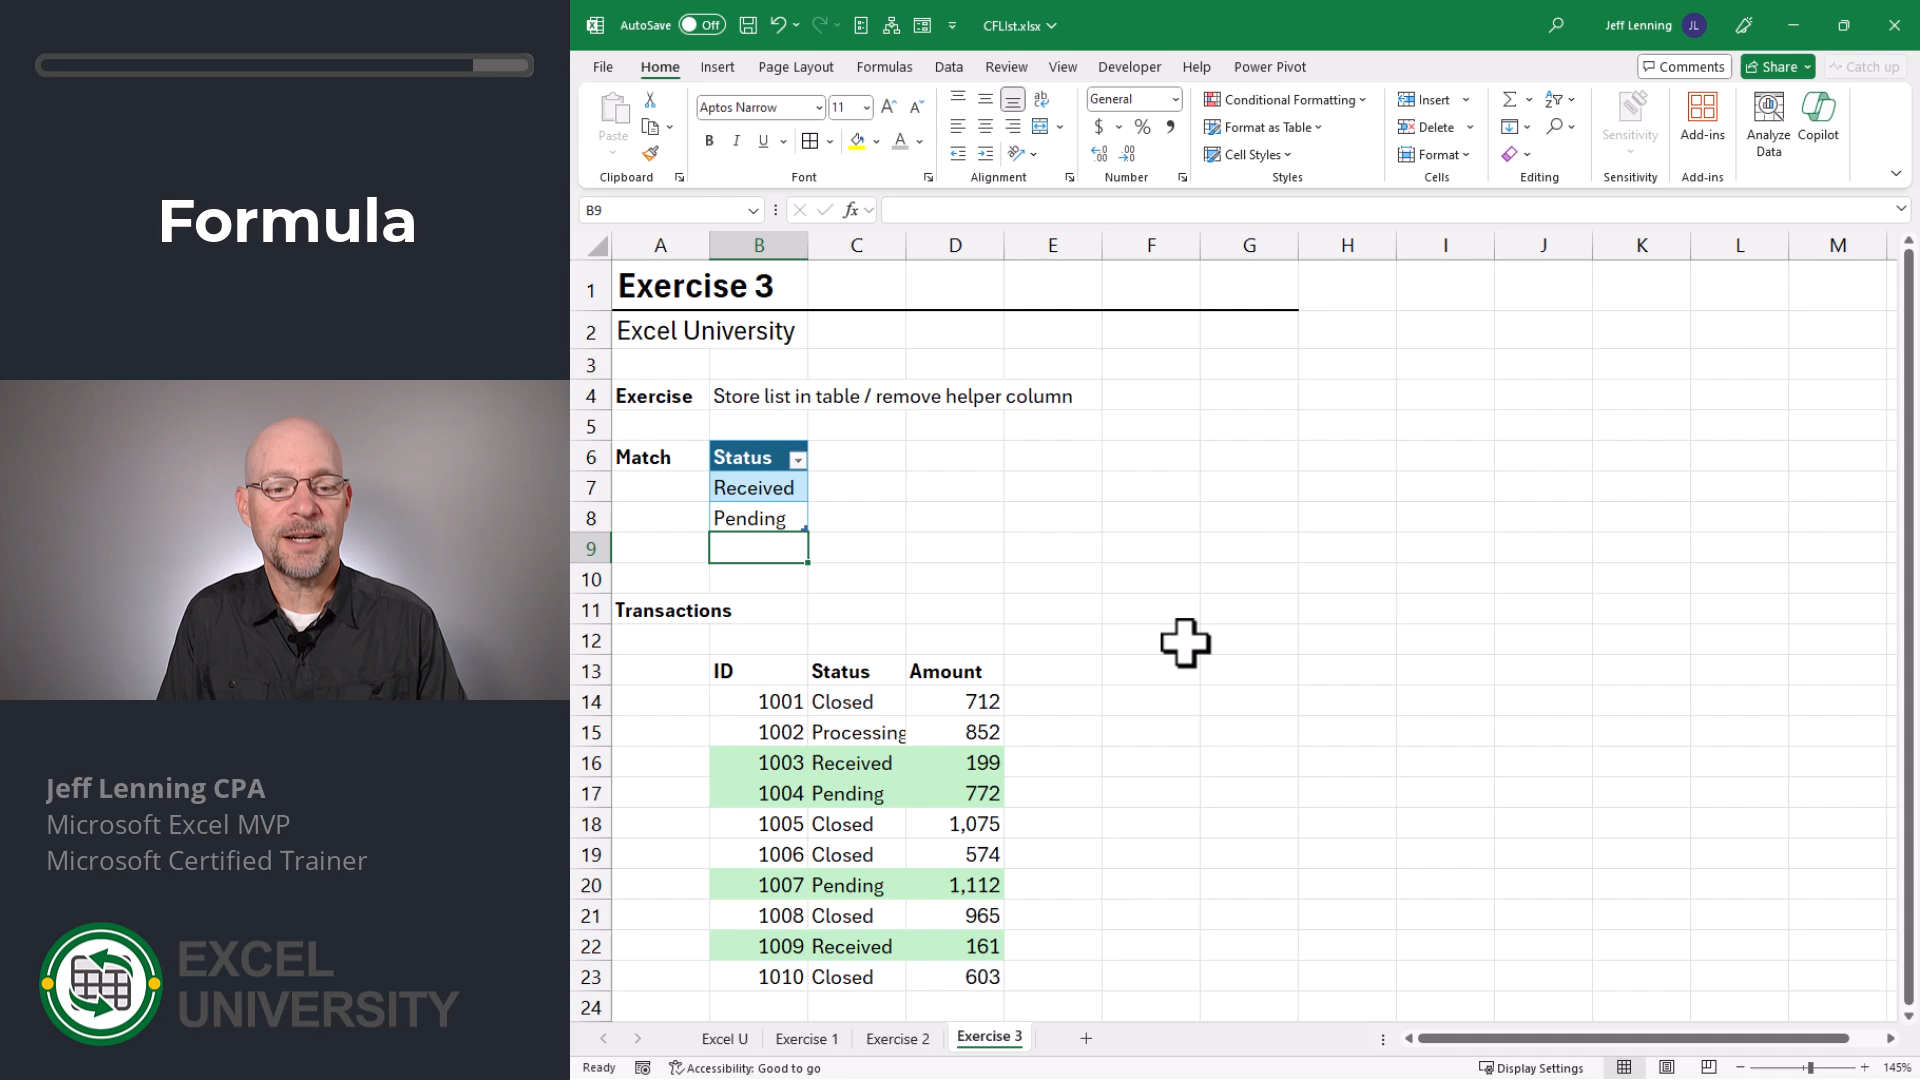 Formula
Jeff Lenning CPA
Microsoft Excel MVP
Microsoft Certified Trainer
EXCEL
UNIVERSITY
AutoSave Off CFLIst.xlsx Jeff Lenning JL
File Home Insert Page Layout Formulas Data Review View Developer Help Power Pivot Comments Share Catch up
Paste
Clipboard
Aptos Narrow 11
B I U A
Font
ab
Alignment
General
$ % 9
Number
Conditional Formatting
Format as Table
Cell Styles
Styles
Insert
Delete
Format
Cells
Editing
Sensitivity
Sensitivity
Add-ins
Add-ins
Analyze
Data
Copilot
B9 fx
A B C D E F G H I J K L M
1 Exercise 3
2 Excel University
3
4 Exercise Store list in table / remove helper column
5
6 Match Status
7 Received
8 Pending
9
10
11 Transactions
12
13 ID Status Amount
14 1001 Closed 712
15 1002 Processing 852
16 1003 Received 199
17 1004 Pending 772
18 1005 Closed 1,075
19 1006 Closed 574
20 1007 Pending 1,112
21 1008 Closed 965
22 1009 Received 161
23 1010 Closed 603
24
Excel U Exercise 1 Exercise 2 Exercise 3
Ready Accessibility: Good to go Display Settings 145%